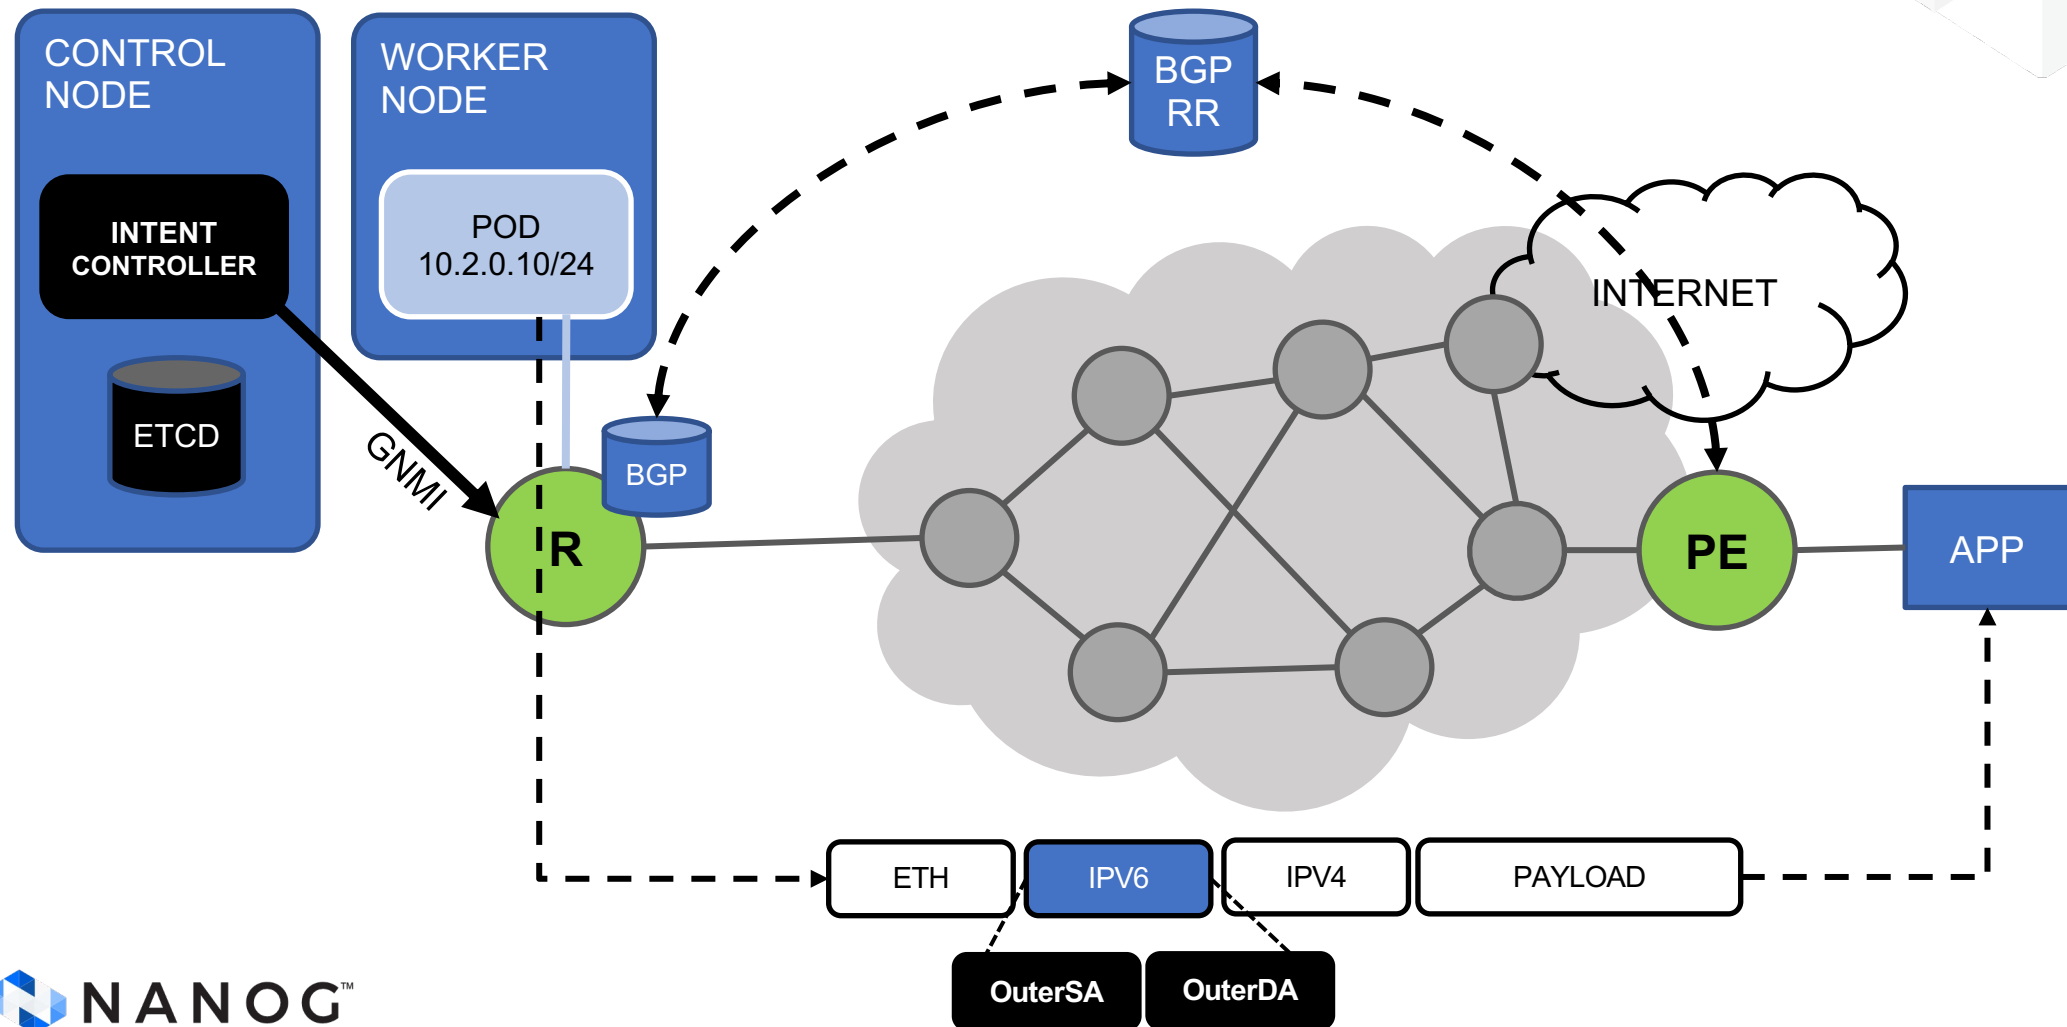 CONTROL
NODE
INTENT
CONTROLLER
ETCD
GNMI
WORKER
NODE
POD
10.2.0.10/24
BGP
R
BGP
RR
INTERNET
PE
APP
ETH
IPV6
IPV4
PAYLOAD
OuterSA
OuterDA
NANOG™